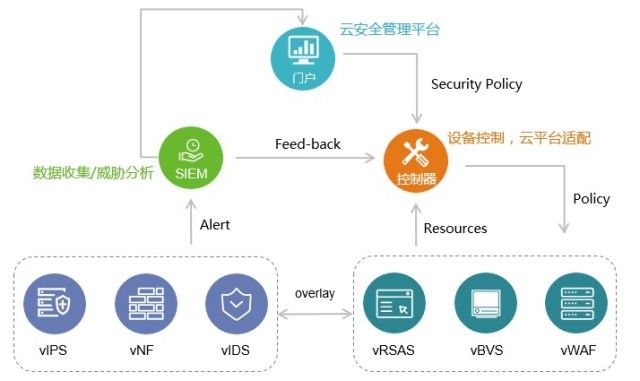 云安全管理平台
门户
Security Policy
Feed-back
设备控制，云平台适配
数据收集/威胁分析
SIEM
控制器
Alert
Resources
Policy
overlay
vIPS
vNF
vIDS
vRSAS
vBVS
vWAF